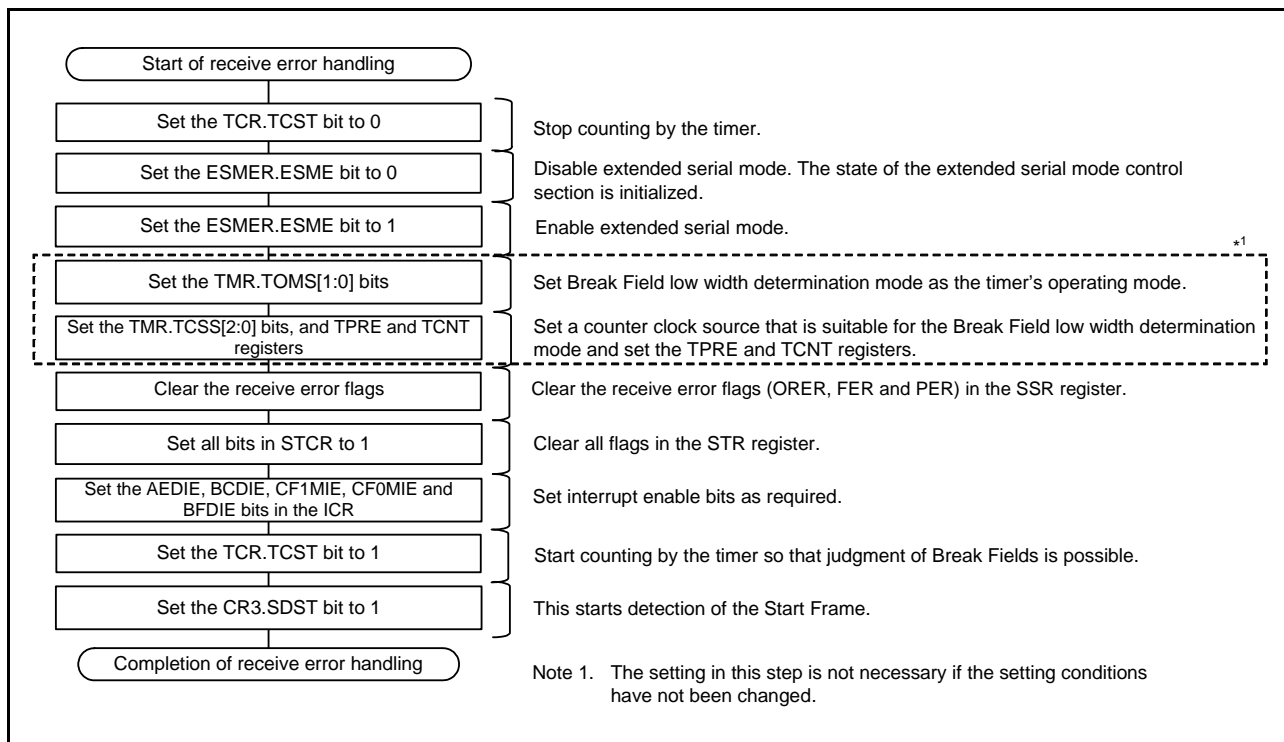 Start of receive error handling
Set the TCR.TCST bit to 0
Stop counting by the timer.
Set the ESMER.ESME bit to 0
Disable extended serial mode. The state of the extended serial mode control
section is initialized.
Set the ESMER.ESME bit to 1
Enable extended serial mode.
*1
Set the TMR.TOMS[1:0] bits
Set Break Field low width determination mode as the timer's operating mode.
Set the TMR.TCSS[2:0] bits, and TPRE and TCNT
registers
Set a counter clock source that is suitable for the Break Field low width determination
mode and set the TPRE and TCNT registers.
Clear the receive error flags
Clear the receive error flags (ORER, FER and PER) in the SSR register.
Set all bits in STCR to 1
Clear all flags in the STR register.
Set the AEDIE, BCDIE, CF1MIE, CF0MIE and
BFDIE bits in the ICR
Set interrupt enable bits as required.
Set the TCR.TCST bit to 1
Start counting by the timer so that judgment of Break Fields is possible.
Set the CR3.SDST bit to 1
This starts detection of the Start Frame.
Completion of receive error handling
Note 1. The setting in this step is not necessary if the setting conditions
have not been changed.